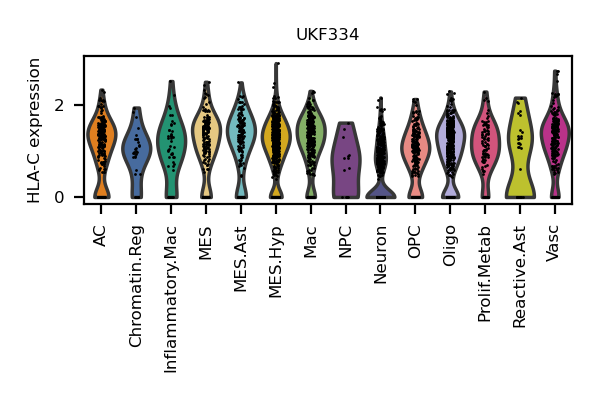 UKF334
HLA-C expression
2
0
AC
Chromatin.Reg
Inflammatory.Mac
MES
MES.Ast
MES.Hyp
Mac
NPC
Neuron
OPC
Oligo
Prolif.Metab
Reactive.Ast
Vasc